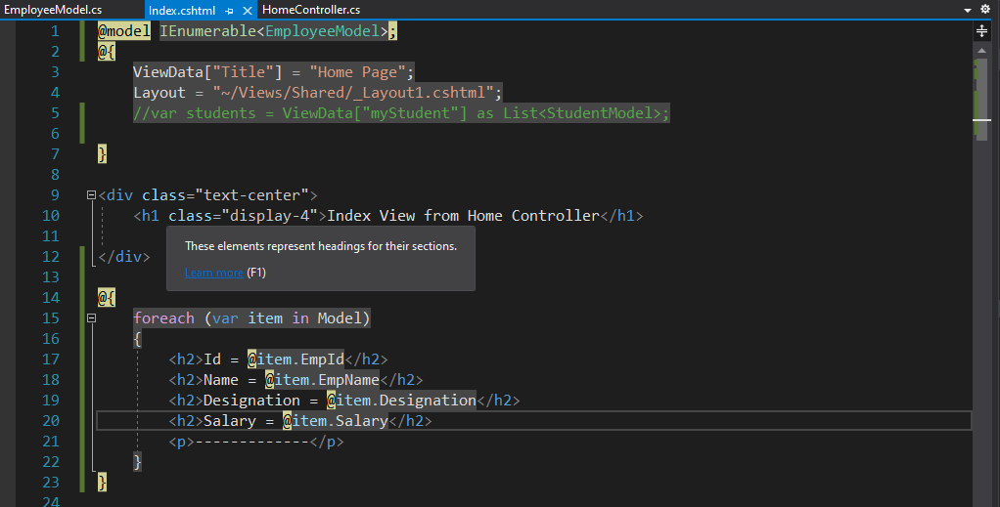 EmployeeModel.cs Index.cshtml HomeController.cs
1 @model IEnumerable<EmployeeModel>;
2 @{
3 ViewData["Title"] = "Home Page";
4 Layout = "~/Views/Shared/_Layout1.cshtml";
5 //var students = ViewData["myStudent"] as List<StudentModel>;
6
7 }
8
9 <div class="text-center">
10 <h1 class="display-4">Index View from Home Controller</h1>
11
These elements represent headings for their sections.
12 </div>
Learn more (F1)
13
14 @{
15 foreach (var item in Model)
16 {
17 <h2>Id = @item.EmpId</h2>
18 <h2>Name = @item.EmpName</h2>
19 <h2>Designation = @item.Designation</h2>
20 <h2>Salary = @item.Salary</h2>
21 <p>-------------</p>
22 }
23 }
24